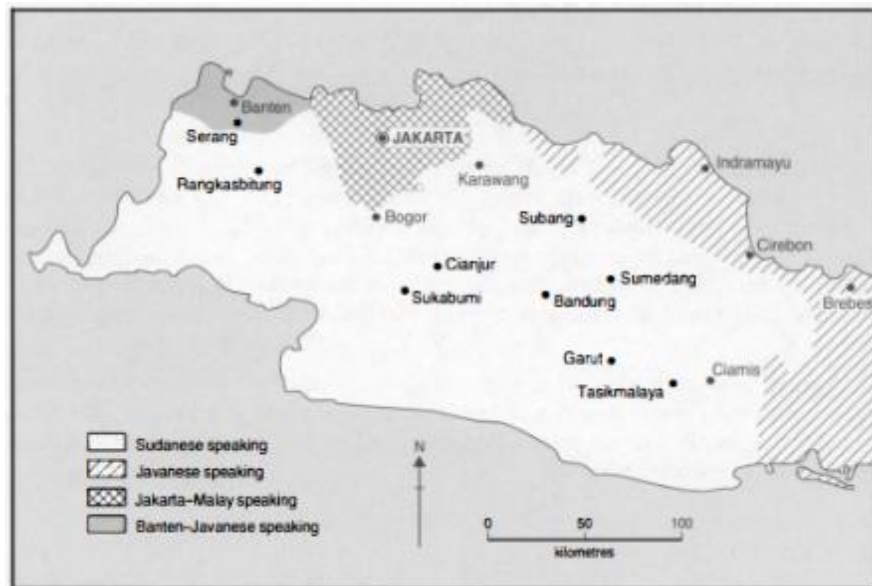 Banten
Serang
JAKARTA
Rangkasbitung
Karawang
Indramayu
Bogor
Subang
Cirebon
Cianjur
Sukabumi
Sumedang
Bandung
Brebes
Garut
Ciamis
Tasikmalaya
Sudanese speaking
Javanese speaking
Jakarta–Malay speaking
Banten–Javanese speaking
N
0 50 100
kilometres